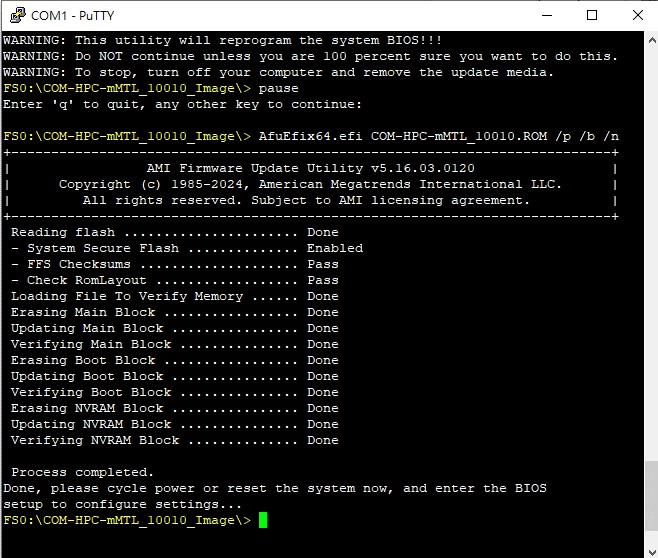 COM1 - PuTTY
WARNING: This utility will reprogram the system BIOS!!!
WARNING: Do NOT continue unless you are 100 percent sure you want to do this.
WARNING: To stop, turn off your computer and remove the update media.
FS0:\COM-HPC-mMTL_10010_Image\> pause
Enter 'q' to quit, any other key to continue:
FS0:\COM-HPC-mMTL_10010_Image\> AfuEfix64.efi COM-HPC-mMTL_10010.ROM /p /b /n
+---------------------------------------------------------------------------+
| AMI Firmware Update Utility v5.16.03.0120 |
| Copyright (c) 1985-2024, American Megatrends International LLC. |
| All rights reserved. Subject to AMI licensing agreement. |
+---------------------------------------------------------------------------+
Reading flash ...................... Done
- System Secure Flash .............. Enabled
- FFS Checksums .................... Pass
- Check RomLayout .................. Pass
Loading File To Verify Memory ...... Done
Erasing Main Block ................. Done
Updating Main Block ................ Done
Verifying Main Block ............... Done
Erasing Boot Block ................. Done
Updating Boot Block ................ Done
Verifying Boot Block ............... Done
Erasing NVRAM Block ................ Done
Updating NVRAM Block ............... Done
Verifying NVRAM Block .............. Done
Process completed.
Done, please cycle power or reset the system now, and enter the BIOS
setup to configure settings...
FS0:\COM-HPC-mMTL_10010_Image\>